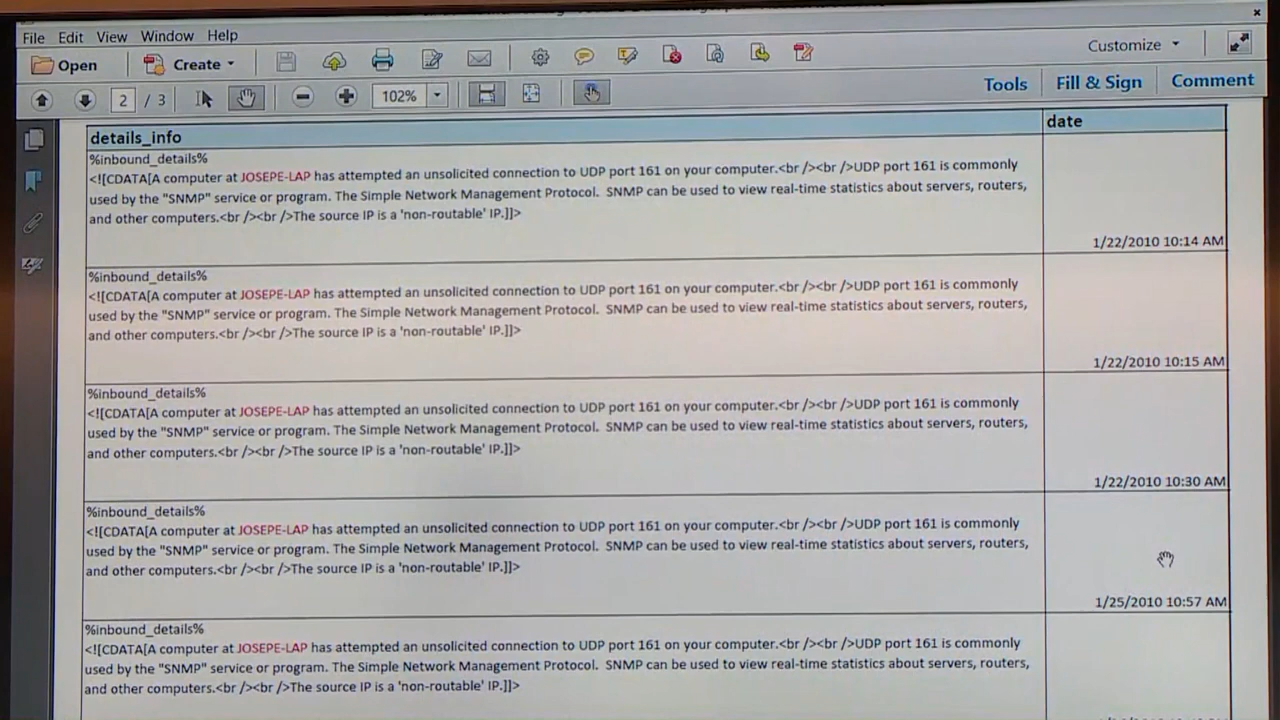 File Edit View Window Help
Open Create Customize
2 / 3 102% Tools Fill & Sign Comment
details_info date
%inbound_details%
<![CDATA[A computer at JOSEPE-LAP has attempted an unsolicited connection to UDP port 161 on your computer.<br /><br />UDP port 161 is commonly
used by the "SNMP" service or program. The Simple Network Management Protocol. SNMP can be used to view real-time statistics about servers, routers,
and other computers.<br /><br />The source IP is a 'non-routable' IP.]]>
1/22/2010 10:14 AM
%inbound_details%
<![CDATA[A computer at JOSEPE-LAP has attempted an unsolicited connection to UDP port 161 on your computer.<br /><br />UDP port 161 is commonly
used by the "SNMP" service or program. The Simple Network Management Protocol. SNMP can be used to view real-time statistics about servers, routers,
and other computers.<br /><br />The source IP is a 'non-routable' IP.]]>
1/22/2010 10:15 AM
%inbound_details%
<![CDATA[A computer at JOSEPE-LAP has attempted an unsolicited connection to UDP port 161 on your computer.<br /><br />UDP port 161 is commonly
used by the "SNMP" service or program. The Simple Network Management Protocol. SNMP can be used to view real-time statistics about servers, routers,
and other computers.<br /><br />The source IP is a 'non-routable' IP.]]>
1/22/2010 10:30 AM
%inbound_details%
<![CDATA[A computer at JOSEPE-LAP has attempted an unsolicited connection to UDP port 161 on your computer.<br /><br />UDP port 161 is commonly
used by the "SNMP" service or program. The Simple Network Management Protocol. SNMP can be used to view real-time statistics about servers, routers,
and other computers.<br /><br />The source IP is a 'non-routable' IP.]]>
1/25/2010 10:57 AM
%inbound_details%
<![CDATA[A computer at JOSEPE-LAP has attempted an unsolicited connection to UDP port 161 on your computer.<br /><br />UDP port 161 is commonly
used by the "SNMP" service or program. The Simple Network Management Protocol. SNMP can be used to view real-time statistics about servers, routers,
and other computers.<br /><br />The source IP is a 'non-routable' IP.]]>